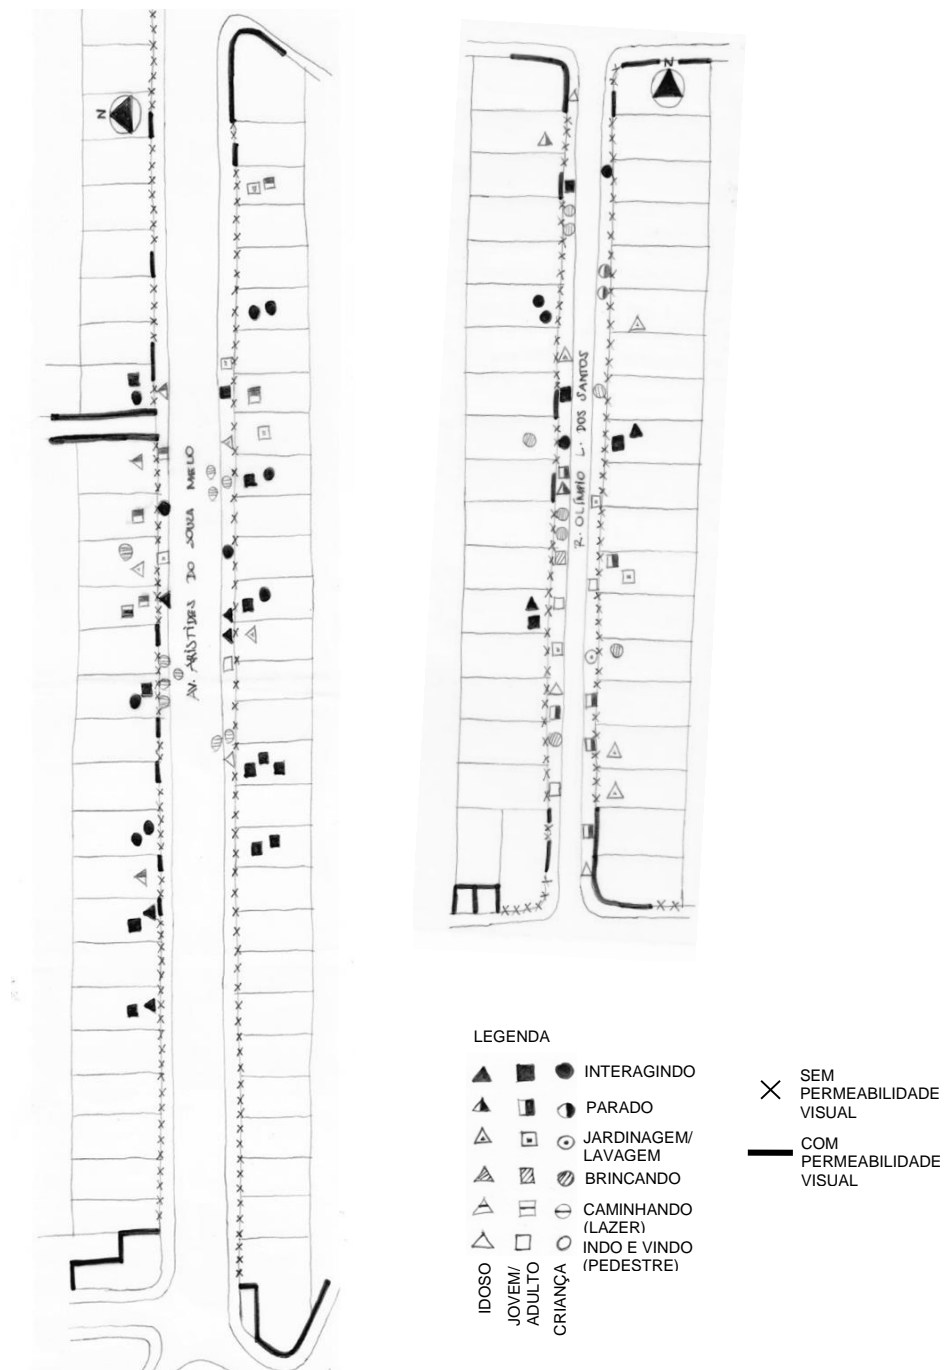 N
N
AV. ARISTIDES DO SOUZA MELO
R. OLÍMPIO L. DOS SANTOS
LEGENDA
INTERAGINDO
PARADO
JARDINAGEM/
LAVAGEM
BRINCANDO
CAMINHANDO
(LAZER)
INDO E VINDO
(PEDESTRE)
IDOSO
JOVEM/
ADULTO
CRIANÇA
SEM
PERMEABILIDADE
VISUAL
COM
PERMEABILIDADE
VISUAL